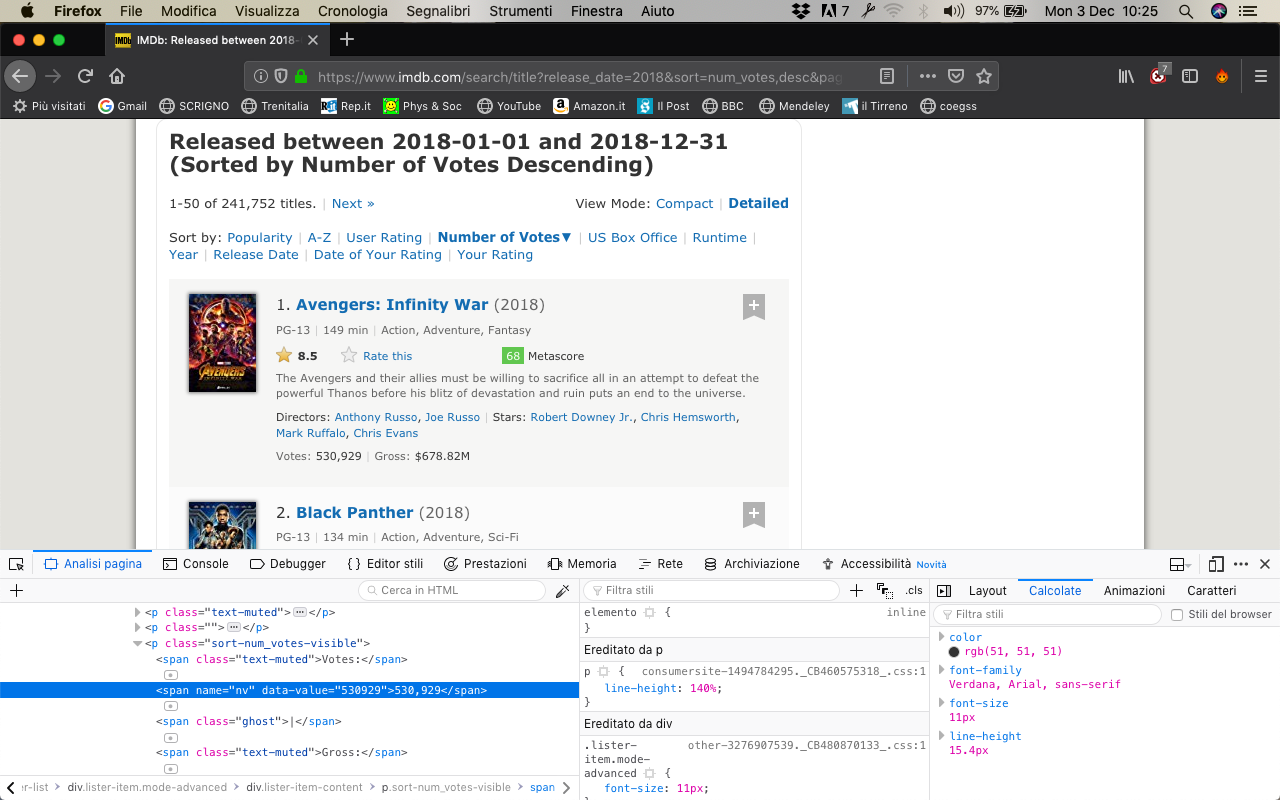 Firefox File Modifica Visualizza Cronologia Segnalibri Strumenti Finestra Aiuto 7 97% Mon 3 Dec 10:25
IMDb IMDb: Released between 2018-
https://www.imdb.com/search/title?release_date=2018&sort=num_votes,desc&pag 7
Più visitati Gmail SCRIGNO Trenitalia Rep.it Phys & Soc YouTube Amazon.it Il Post BBC Mendeley il Tirreno coegss
Released between 2018-01-01 and 2018-12-31
(Sorted by Number of Votes Descending)
1-50 of 241,752 titles. | Next » View Mode: Compact | Detailed
Sort by: Popularity | A-Z | User Rating | Number of Votes▼ | US Box Office | Runtime |
Year | Release Date | Date of Your Rating | Your Rating
1. Avengers: Infinity War (2018)
PG-13 | 149 min | Action, Adventure, Fantasy
8.5 Rate this 68 Metascore
AVENGERS
The Avengers and their allies must be willing to sacrifice all in an attempt to defeat the
powerful Thanos before his blitz of devastation and ruin puts an end to the universe.
Directors: Anthony Russo, Joe Russo | Stars: Robert Downey Jr., Chris Hemsworth,
Mark Ruffalo, Chris Evans
Votes: 530,929 | Gross: $678.82M
2. Black Panther (2018)
PG-13 | 134 min | Action, Adventure, Sci-Fi
Analisi pagina Console Debugger { } Editor stili Prestazioni Memoria Rete Archiviazione Accessibilità Novità
Cerca in HTML
Filtra stili .cls
Layout Calcolate Animazioni Caratteri
<p class="text-muted"></p>
<p class=""></p>
<p class="sort-num_votes-visible">
<span class="text-muted">Votes:</span>
<span name="nv" data-value="530929">530,929</span>
<span class="ghost">|</span>
<span class="text-muted">Gross:</span>
er-list > div.lister-item.mode-advanced > div.lister-item-content > p.sort-num_votes-visible > span
elemento { inline
}
Ereditato da p
p { consumersite-1494784295._CB460575318_.css:1
line-height: 140%;
}
Ereditato da div
.lister- other-3276907539._CB480870133_.css:1
item.mode-
advanced {
font-size: 11px;
Filtra stili Stili del browser
color
rgb(51, 51, 51)
font-family
Verdana, Arial, sans-serif
font-size
11px
line-height
15.4px